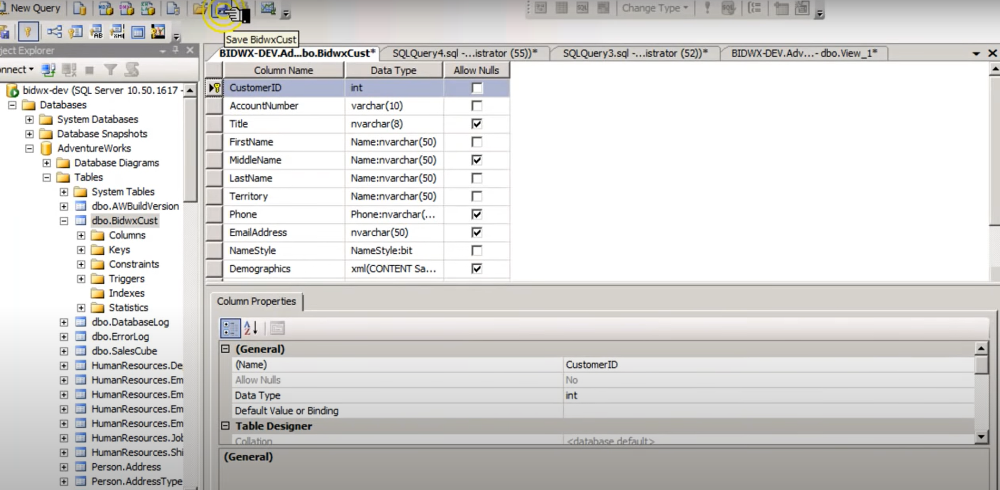 New Query
Change Type
Save BidwxCust
ject Explorer
nnect
BIDWX-DEV.Ad...bo.BidwxCust*
SQLQuery4.sql -...istrator (55))*
SQLQuery3.sql -...istrator (52))*
BIDWX-DEV.Adv...- dbo.View_1*
Column Name Data Type Allow Nulls
CustomerID int
AccountNumber varchar(10)
Title nvarchar(8)
FirstName Name:nvarchar(50)
MiddleName Name:nvarchar(50)
LastName Name:nvarchar(50)
Territory Name:nvarchar(50)
Phone Phone:nvarchar(...
EmailAddress nvarchar(50)
NameStyle NameStyle:bit
Demographics xml(CONTENT Sa...
bidwx-dev (SQL Server 10.50.1617 -
Databases
System Databases
Database Snapshots
AdventureWorks
Database Diagrams
Tables
System Tables
dbo.AWBuildVersion
dbo.BidwxCust
Columns
Keys
Constraints
Triggers
Indexes
Statistics
dbo.DatabaseLog
dbo.ErrorLog
dbo.SalesCube
HumanResources.De
HumanResources.Em
HumanResources.Em
HumanResources.Em
HumanResources.Em
HumanResources.Job
HumanResources.Shi
Person.Address
Person.AddressType
Column Properties
(General)
(Name) CustomerID
Allow Nulls No
Data Type int
Default Value or Binding
Table Designer
Collation <database default>
(General)